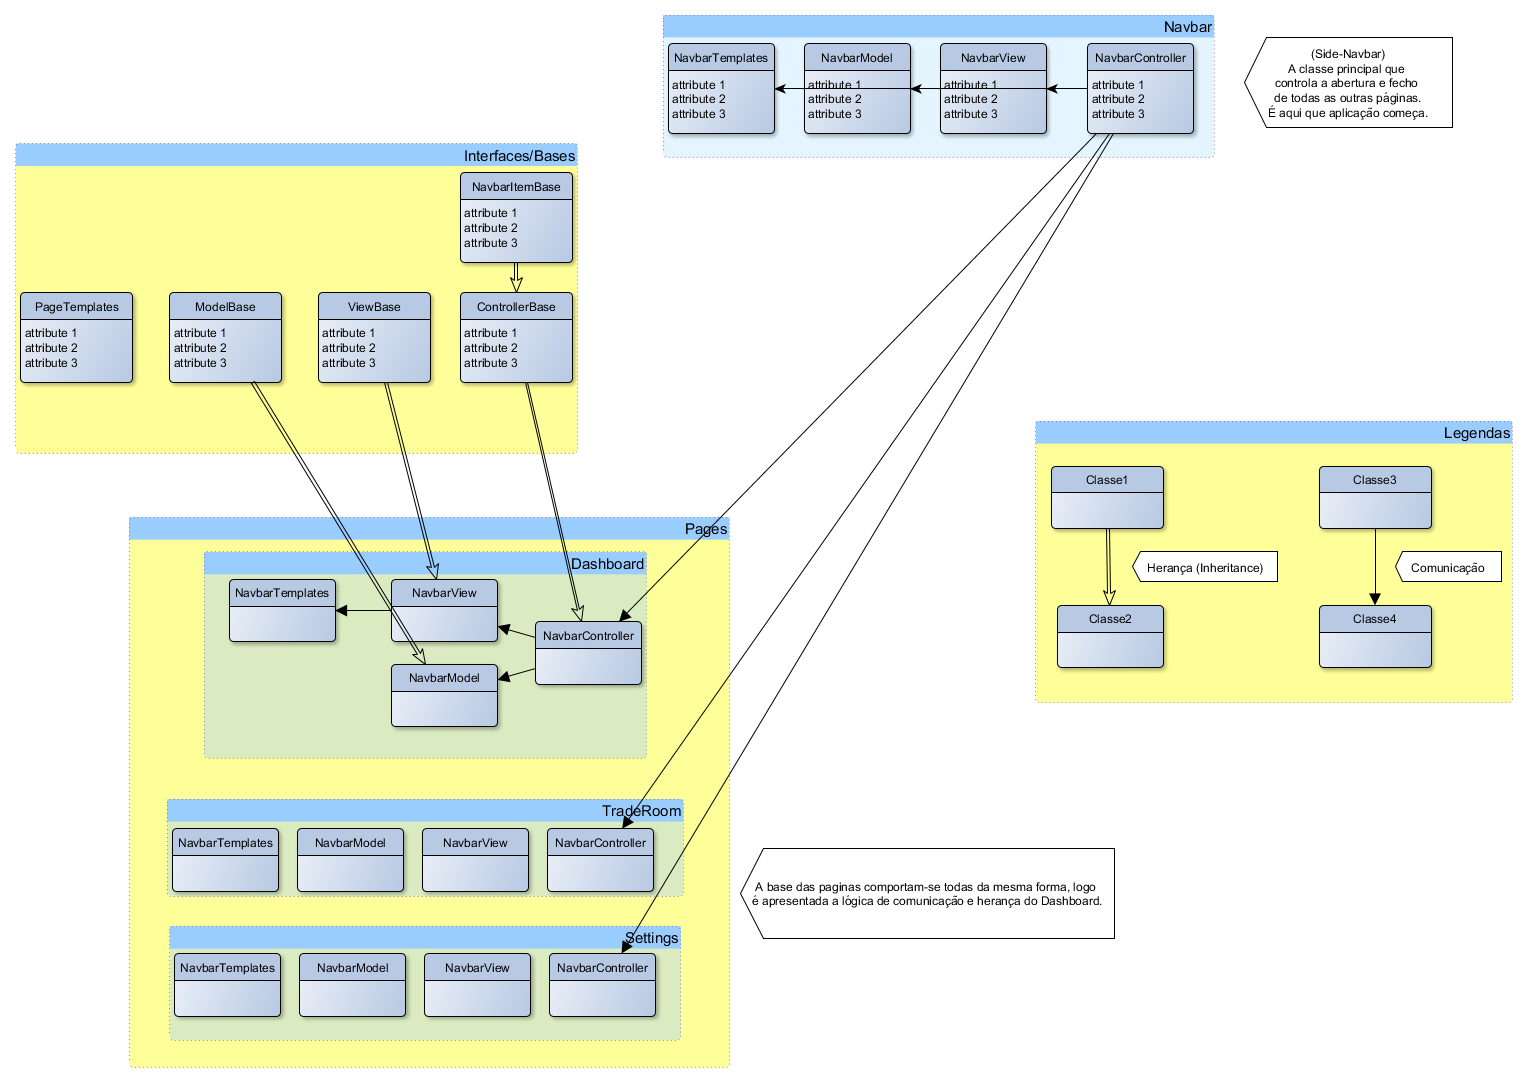 Navbar
NavbarTemplates
attribute 1
attribute 2
attribute 3
NavbarModel
attribute 1
attribute 2
attribute 3
NavbarView
attribute 1
attribute 2
attribute 3
NavbarController
attribute 1
attribute 2
attribute 3
(Side-Navbar)
A classe principal que
controla a abertura e fecho
de todas as outras páginas.
É aqui que aplicação começa.
Interfaces/Bases
NavbarItemBase
attribute 1
attribute 2
attribute 3
PageTemplates
attribute 1
attribute 2
attribute 3
ModelBase
attribute 1
attribute 2
attribute 3
ViewBase
attribute 1
attribute 2
attribute 3
ControllerBase
attribute 1
attribute 2
attribute 3
Legendas
Classe1
Classe3
Herança (Inheritance)
Comunicação
Classe2
Classe4
Pages
Dashboard
NavbarTemplates
NavbarView
NavbarController
NavbarModel
TradeRoom
NavbarTemplates
NavbarModel
NavbarView
NavbarController
A base das paginas comportam-se todas da mesma forma, logo
é apresentada a lógica de comunicação e herança do Dashboard.
Settings
NavbarTemplates
NavbarModel
NavbarView
NavbarController